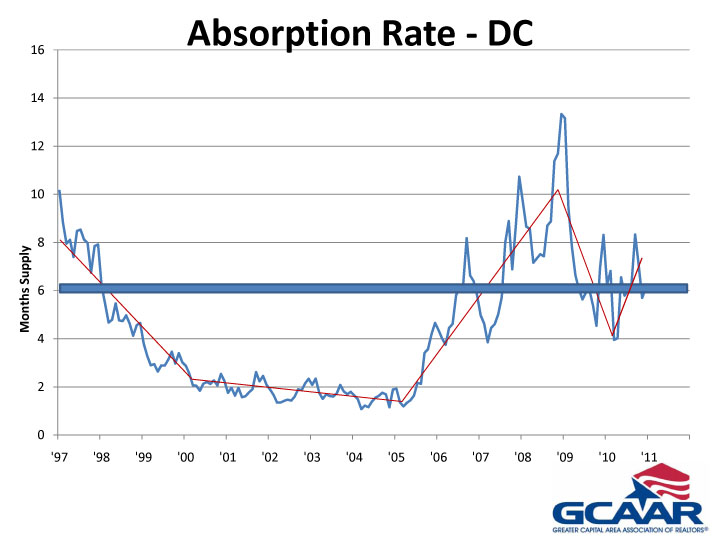 Absorption Rate - DC
16
14
12
10
8
6
4
2
0
Months Supply
'97 '98 '99 '00 '01 '02 '03 '04 '05 '06 '07 '08 '09 '10 '11
GCAAR
GREATER CAPITAL AREA ASSOCIATION OF REALTORS®